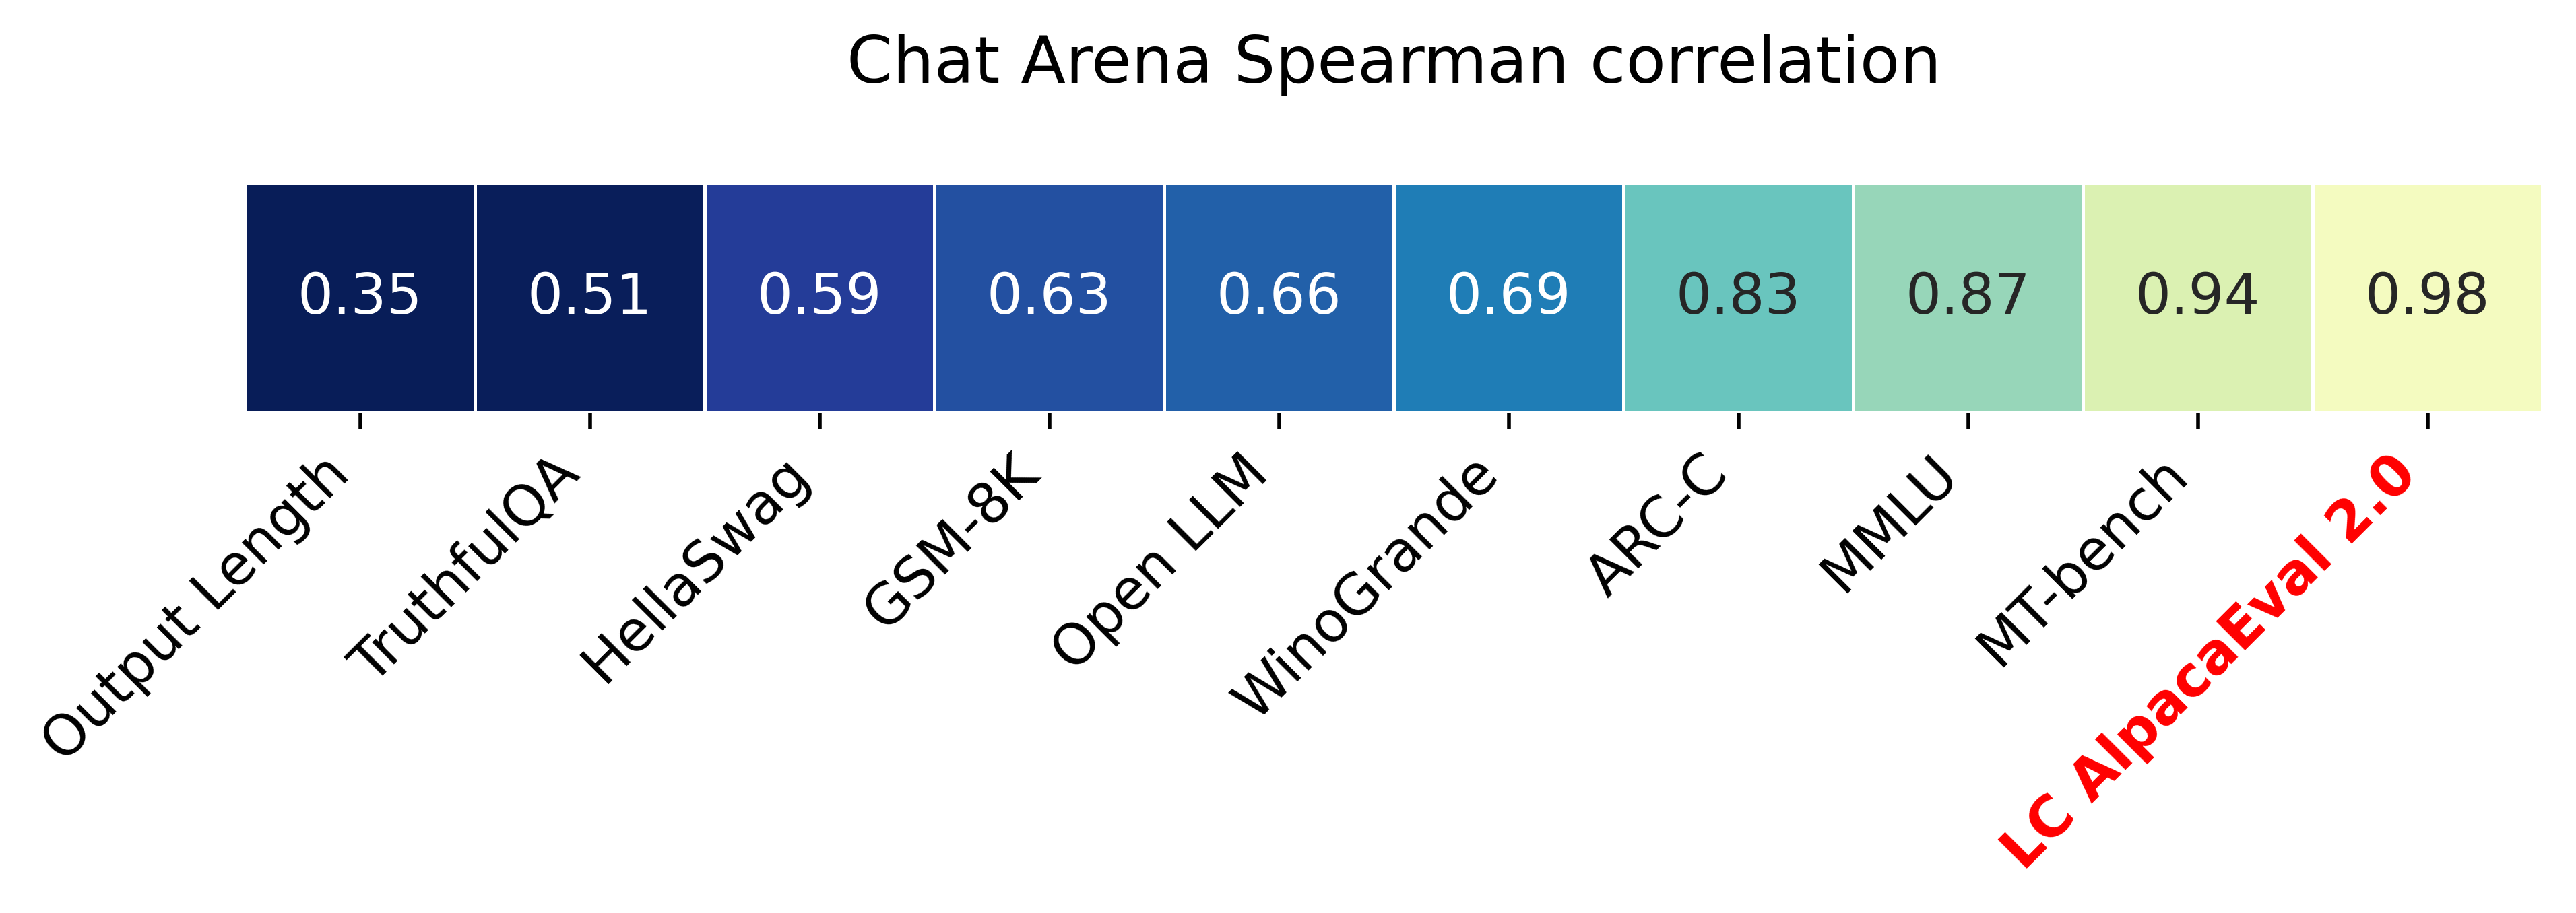 Chat Arena Spearman correlation
0.35 0.51 0.59 0.63 0.66 0.69 0.83 0.87 0.94 0.98
Output Length
TruthfulQA
HellaSwag
GSM-8K
Open LLM
WinoGrande
ARC-C
MMLU
MT-bench
LC AlpacaEval 2.0